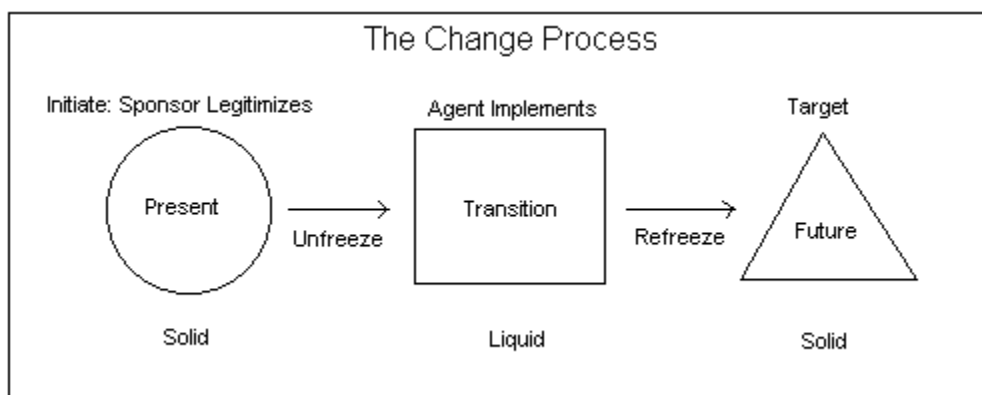 The Change Process
Initiate: Sponsor Legitimizes
Agent Implements
Target
Present
Unfreeze
Transition
Refreeze
Future
Solid
Liquid
Solid